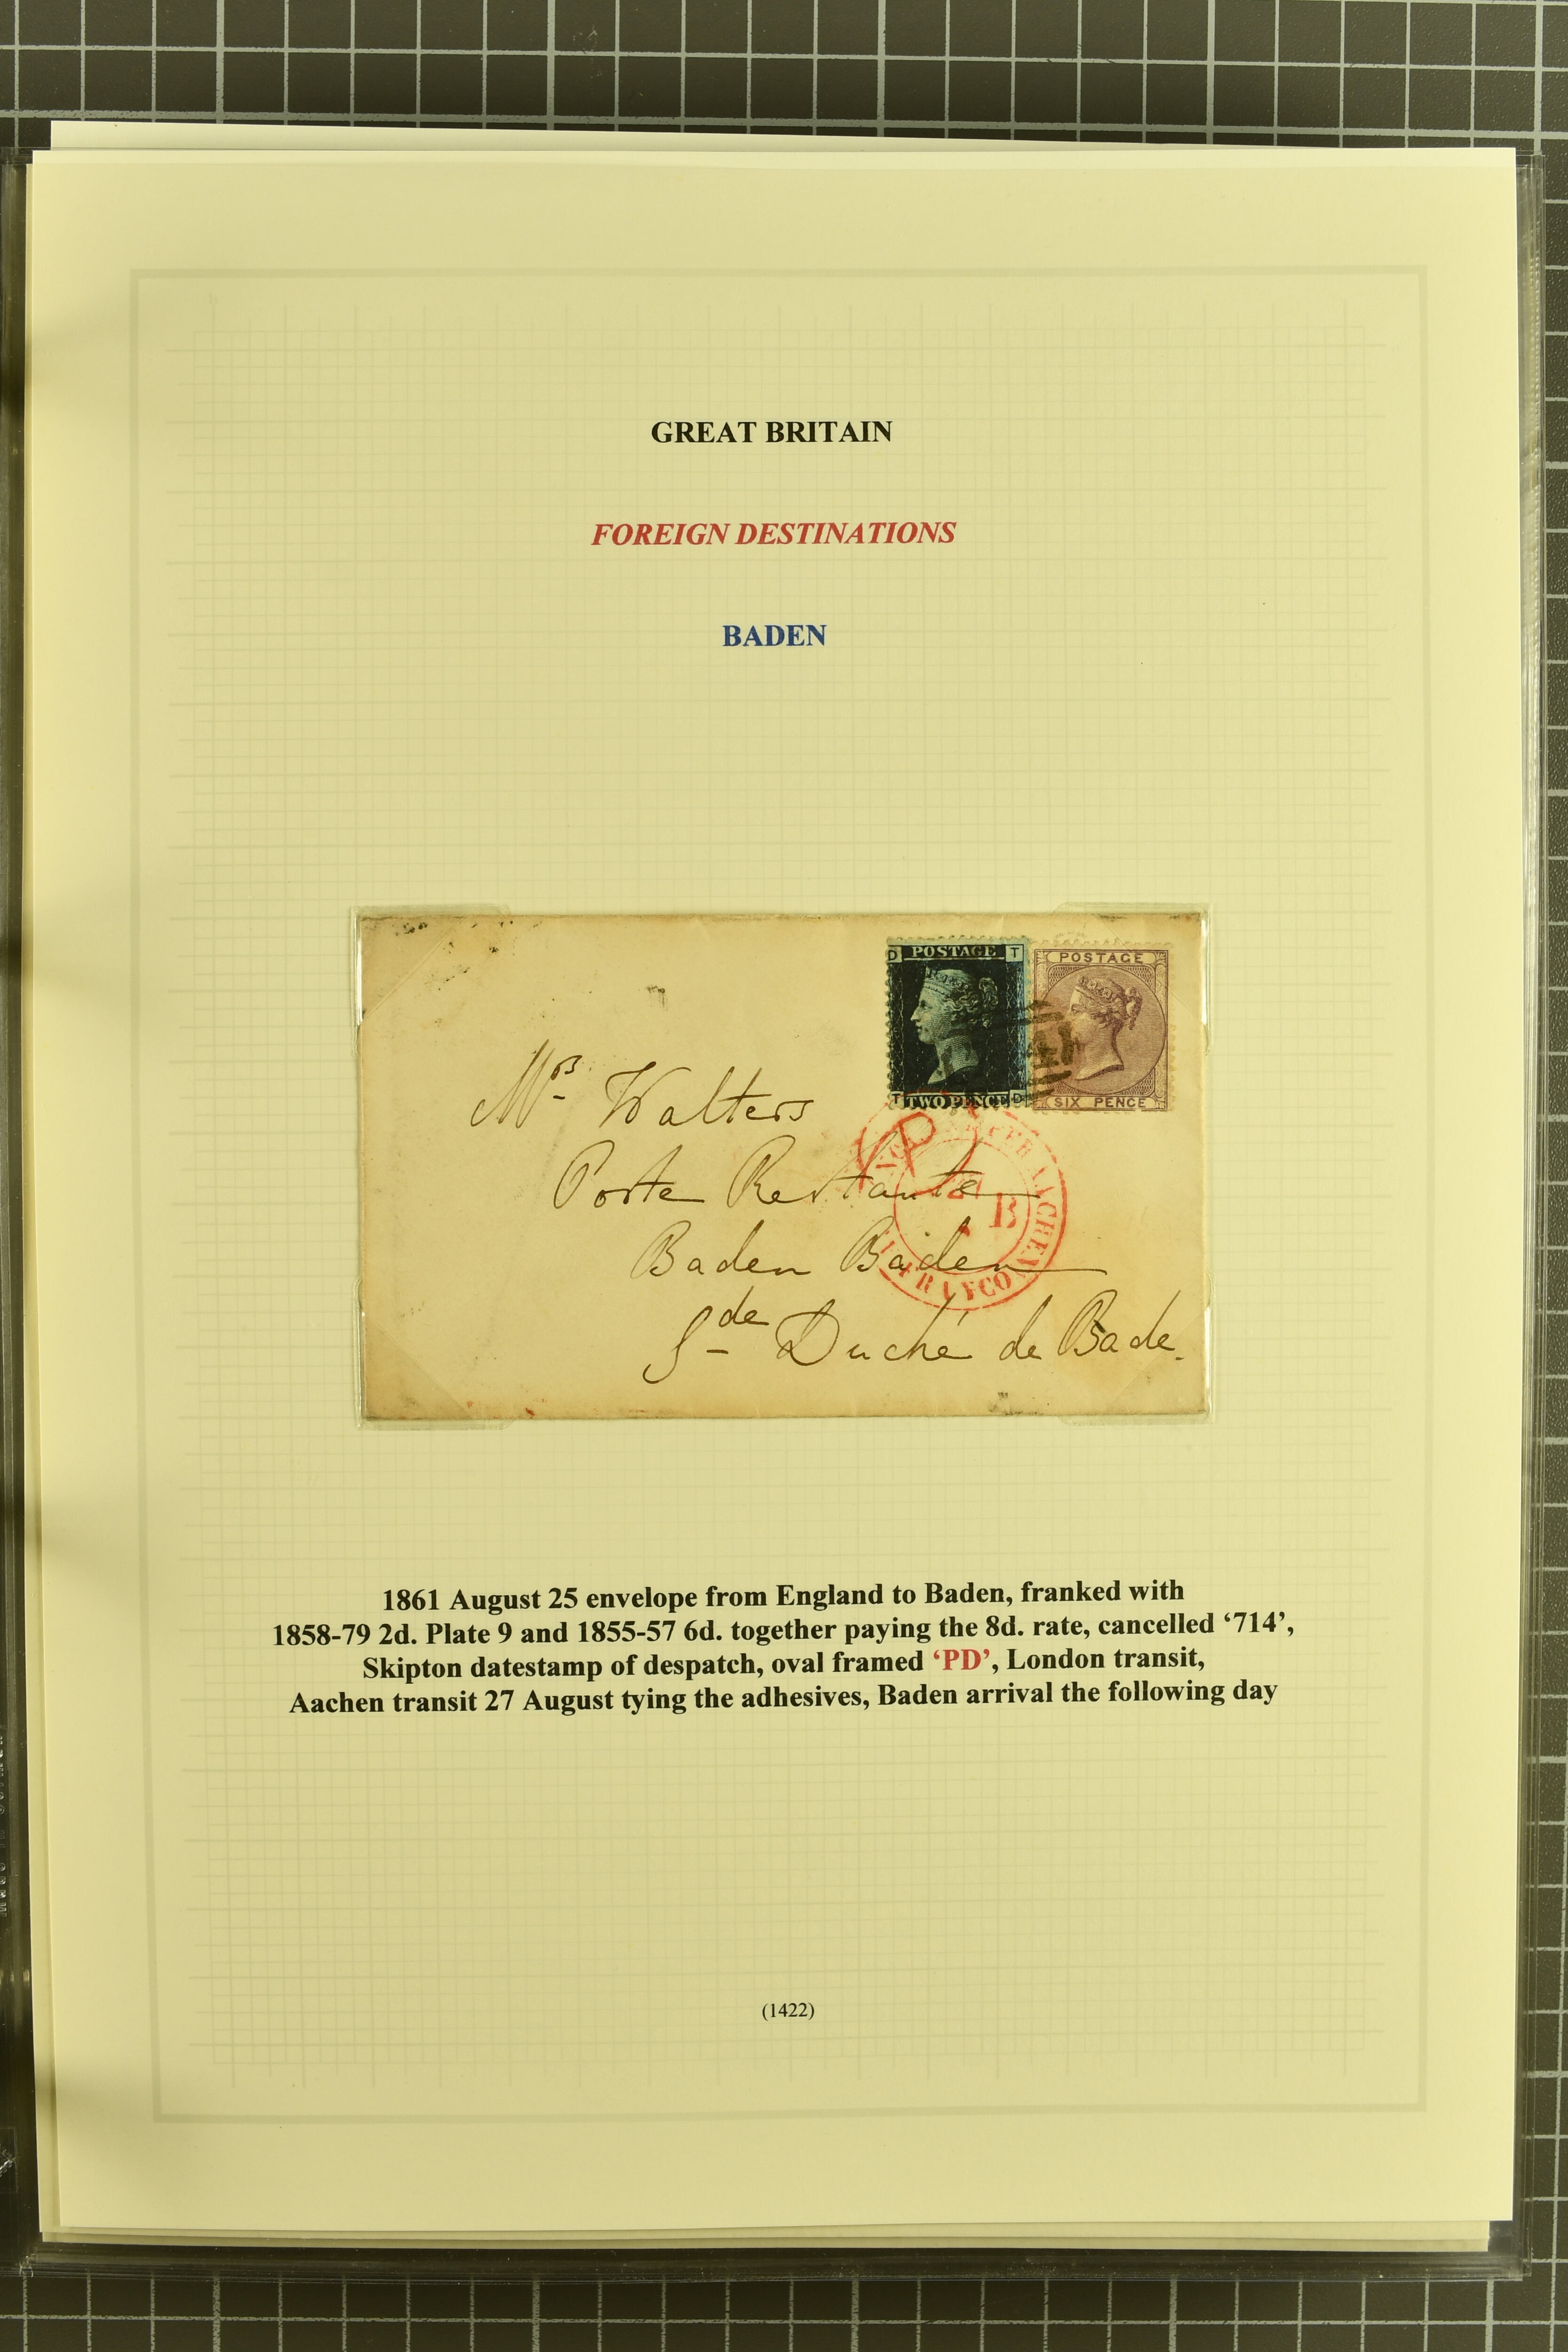 GREAT BRITAIN
FOREIGN DESTINATIONS
BADEN
D POSTAGE T
T TWO PENCE D
POSTAGE
SIX PENCE
Mrs Walters
Poste Restante
Baden Baden
Gde Duché de Bade.
AACHEN
B
FRANCO
1861 August 25 envelope from England to Baden, franked with
1858-79 2d. Plate 9 and 1855-57 6d. together paying the 8d. rate, cancelled ‘714’,
Skipton datestamp of despatch, oval framed ‘PD’, London transit,
Aachen transit 27 August tying the adhesives, Baden arrival the following day
(1422)